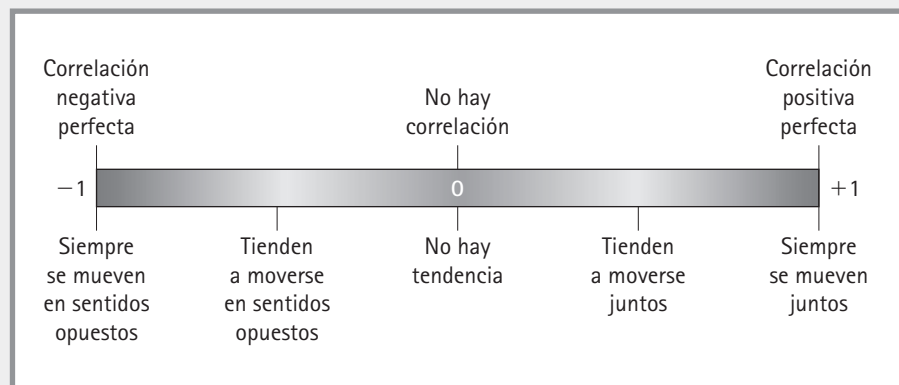 Correlación
negativa
perfecta
No hay
correlación
Correlación
positiva
perfecta
−1
0
+1
Siempre
se mueven
en sentidos
opuestos
Tienden
a moverse
en sentidos
opuestos
No hay
tendencia
Tienden
a moverse
juntos
Siempre
se mueven
juntos